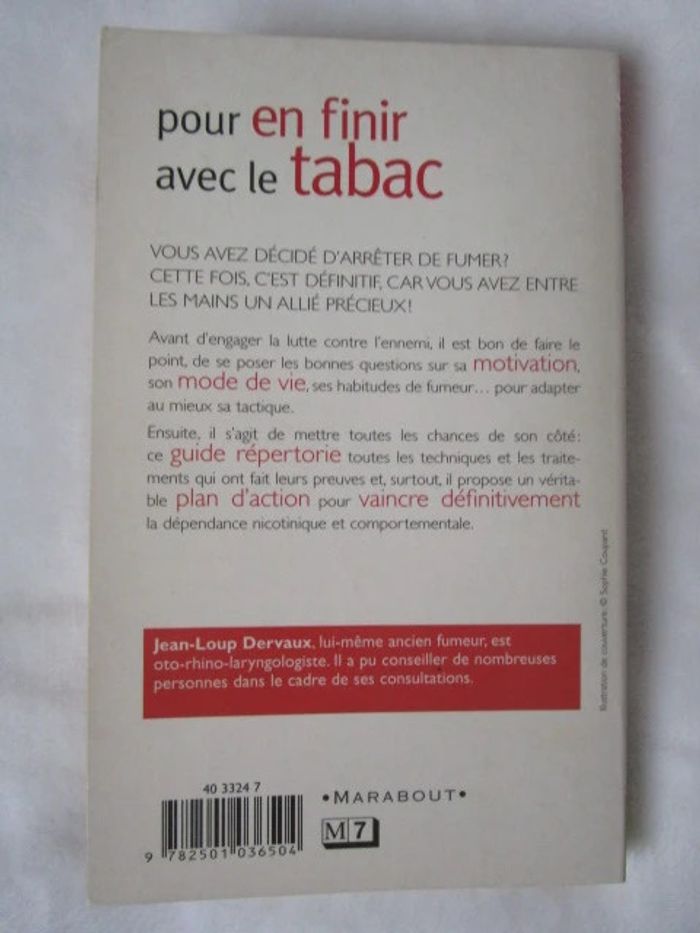 pour en finir
avec le tabac
VOUS AVEZ DÉCIDÉ D'ARRÊTER DE FUMER?
CETTE FOIS, C'EST DÉFINITIF, CAR VOUS AVEZ ENTRE
LES MAINS UN ALLIÉ PRÉCIEUX!
Avant d'engager la lutte contre l'ennemi, il est bon de faire le
point, de se poser les bonnes questions sur sa motivation,
son mode de vie, ses habitudes de fumeur... pour adapter
au mieux sa tactique.
Ensuite, il s'agit de mettre toutes les chances de son côté:
ce guide répertorie toutes les techniques et les traite-
ments qui ont fait leurs preuves et, surtout, il propose un vérita-
ble plan d'action pour vaincre définitivement
la dépendance nicotinique et comportementale.
Illustration de couverture: © Sophie Coupant
Jean-Loup Dervaux, lui-même ancien fumeur, est
oto-rhino-laryngologiste. Il a pu conseiller de nombreuses
personnes dans le cadre de ses consultations.
40 3324 7
9 782501 036504
•MARABOUT•
M 7